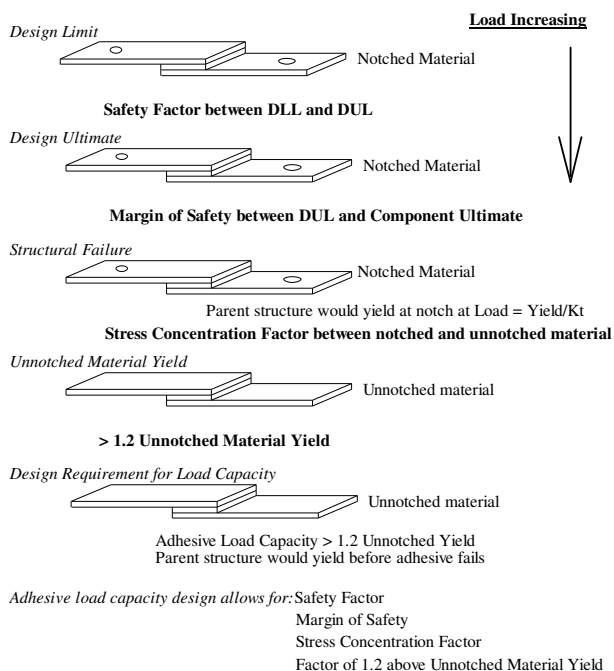 Load Increasing
Design Limit
Notched Material
Safety Factor between DLL and DUL
Design Ultimate
Notched Material
Margin of Safety between DUL and Component Ultimate
Structural Failure
Notched Material
Parent structure would yield at notch at Load = Yield/Kt
Stress Concentration Factor between notched and unnotched material
Unnotched Material Yield
Unnotched material
> 1.2 Unnotched Material Yield
Design Requirement for Load Capacity
Unnotched material
Adhesive Load Capacity > 1.2 Unnotched Yield
Parent structure would yield before adhesive fails
Adhesive load capacity design allows for: Safety Factor
Margin of Safety
Stress Concentration Factor
Factor of 1.2 above Unnotched Material Yield